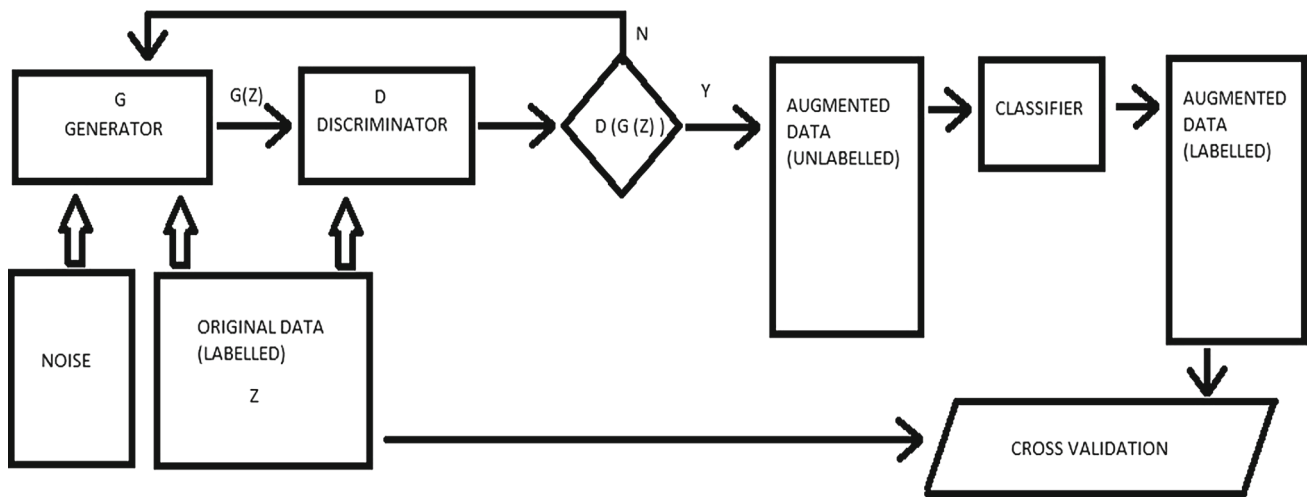 N
G
GENERATOR
G(Z)
D
DISCRIMINATOR
D (G (Z) )
Y
AUGMENTED
DATA
(UNLABELLED)
CLASSIFIER
AUGMENTED
DATA
(LABELLED)
NOISE
ORIGINAL DATA
(LABELLED)
Z
CROSS VALIDATION